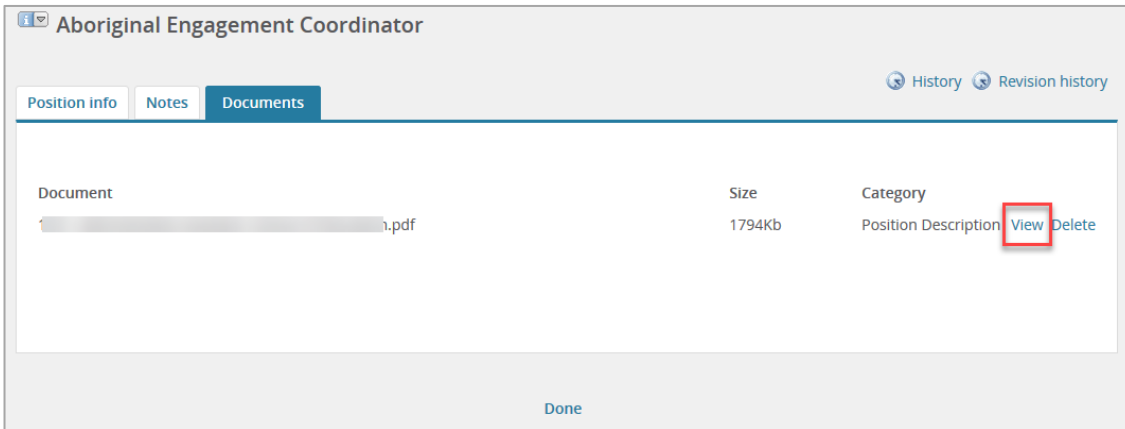 Aboriginal Engagement Coordinator
History Revision history
Position info Notes Documents
Document Size Category
.pdf 1794Kb Position Description View Delete
Done